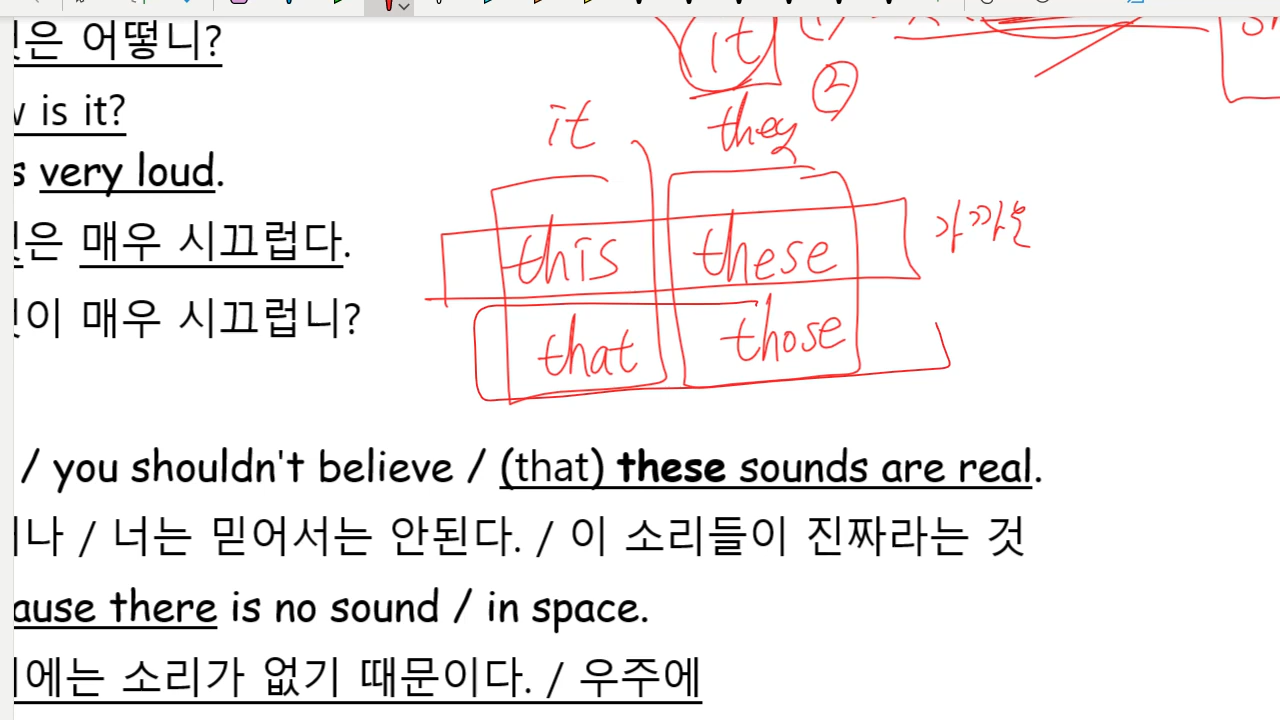 은 어떻니?
it
②
is it?
it they
very loud.
은 매우 시끄럽다.
this these 가까운
이 매우 시끄럽니?
that those
/ you shouldn't believe / (that) these sounds are real.
나 / 너는 믿어서는 안된다. / 이 소리들이 진짜라는 것
ause there is no sound / in space.
에는 소리가 없기 때문이다. / 우주에